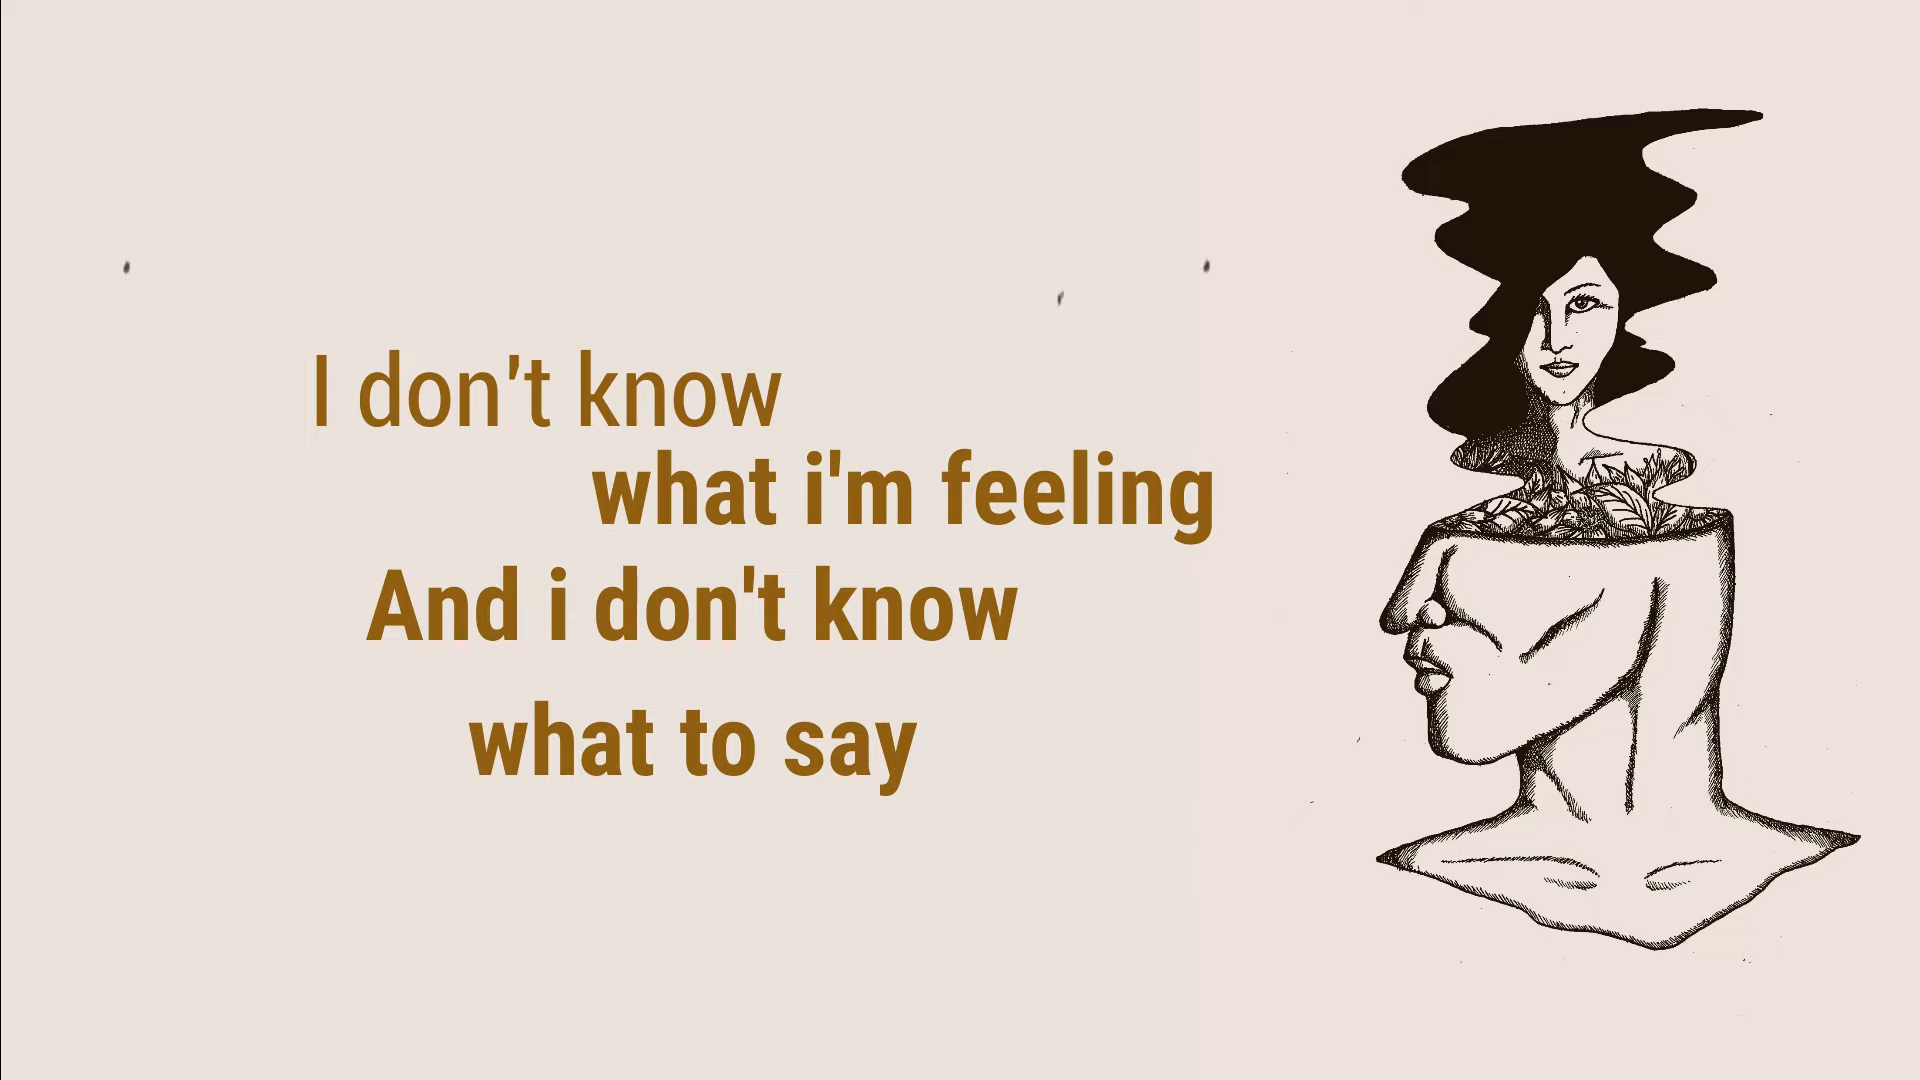 I don't know
what i'm feeling
And i don't know
what to say